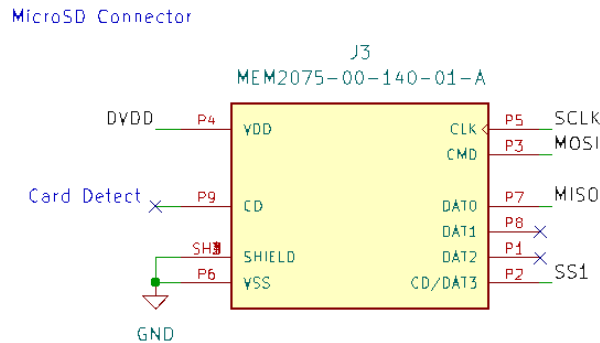 MicroSD Connector
J3
MEM2075-00-140-01-A
DVDD P4 VDD CLK P5 SCLK
CMD P3 MOSI
Card Detect P9 CD DAT0 P7 MISO
DAT1 P8
SHIELD DAT2 P1
P6 VSS CD/DAT3 P2 SS1
GND